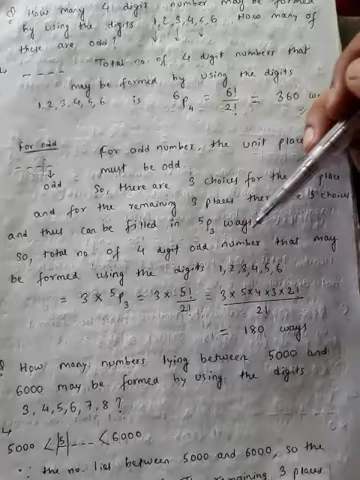 Q How many 4 digit number may be formed
by using the digits 1,2,3,4,5,6. How many of
these are odd?
Total no. of 4 digit numbers that
_ _ _ _
may be formed by using the digits
1,2,3,4,5,6 is 6P4 = 6!/2! = 360
For odd :- For odd number, the unit place
_ _ _ _ must be odd.
odd So, there are 3 choices for the place
and for the remaining 3 places choices
and thus can be filled in 5P3 ways
So, total no. of 4 digit odd number that may
be formed using the digits 1,2,3,4,5,6
= 3 × 5P3 = 3 × 5!/2! = 3 × 5×4×3×2!/2!
= 180 ways
How many numbers lying between 5000 and
6000 may be formed by using the digits
3,4,5,6,7,8?
5000 < |5| _ _ _ < 6000
∵ the no. lies between 5000 and 6000, so the
remaining 3 places